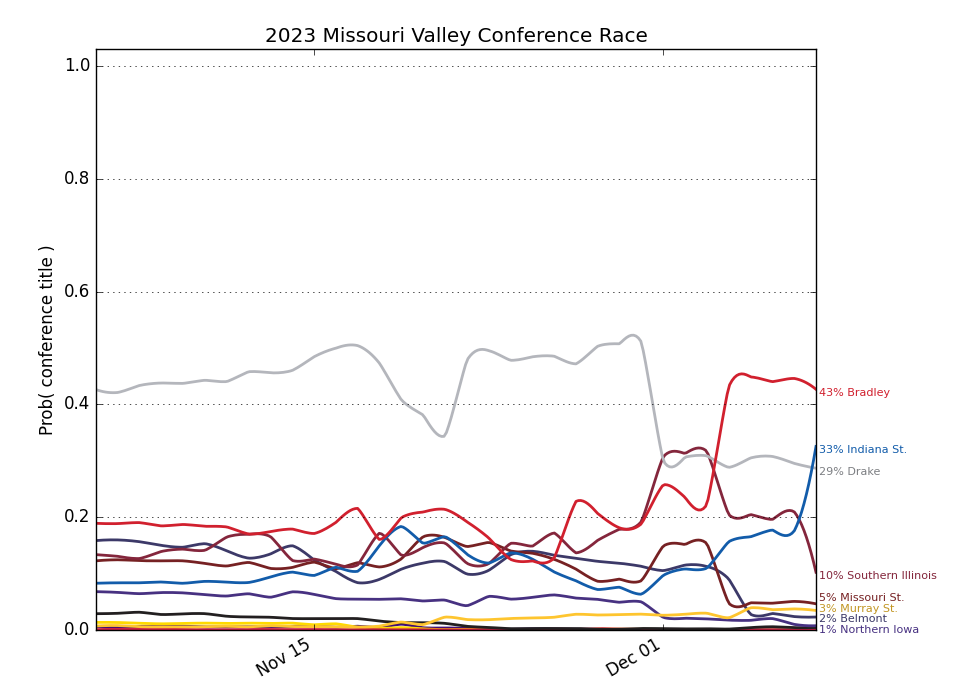 2023 Missouri Valley Conference Race
Prob( conference title )
1.0
0.8
0.6
0.4
0.2
0.0
Nov 15
Dec 01
43% Bradley
33% Indiana St.
29% Drake
10% Southern Illinois
5% Missouri St.
3% Murray St.
2% Belmont
1% Northern Iowa